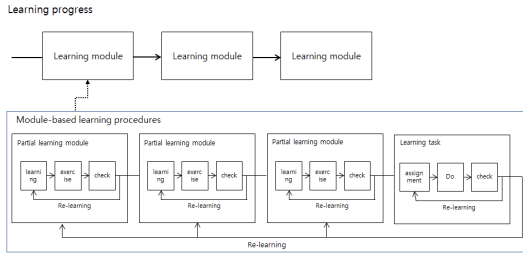 Learning progress
Learning module
Learning module
Learning module
Module-based learning procedures
Partial learning module
learni
ng
exerc
ise
check
Re-learning
Partial learning module
learni
ng
exerc
ise
check
Re-learning
Partial learning module
learni
ng
exerc
ise
check
Re-learning
Learning task
assign
ment
Do
check
Re-learning
Re-learning